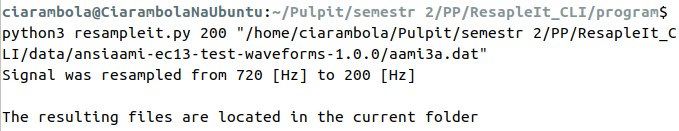 ciarambola@CiarambolaNaUbuntu:~/Pulpit/semestr 2/PP/ResapleIt_CLI/program$
python3 resampleit.py 200 "/home/ciarambola/Pulpit/semestr 2/PP/ResapleIt_C
LI/data/ansiaami-ec13-test-waveforms-1.0.0/aami3a.dat"
Signal was resampled from 720 [Hz] to 200 [Hz]
The resulting files are located in the current folder